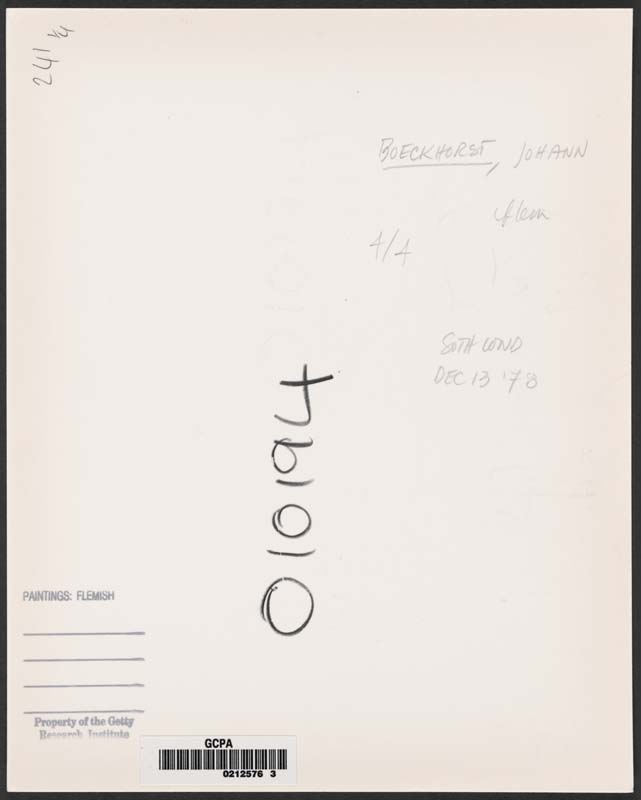 241 1/4
BOECKHORST, JOHANN
flem
4/4
SOTH LOND
DEC 13 '78
010194
PAINTINGS: FLEMISH
Property of the Getty
Research Institute
GCPA
0212576 3